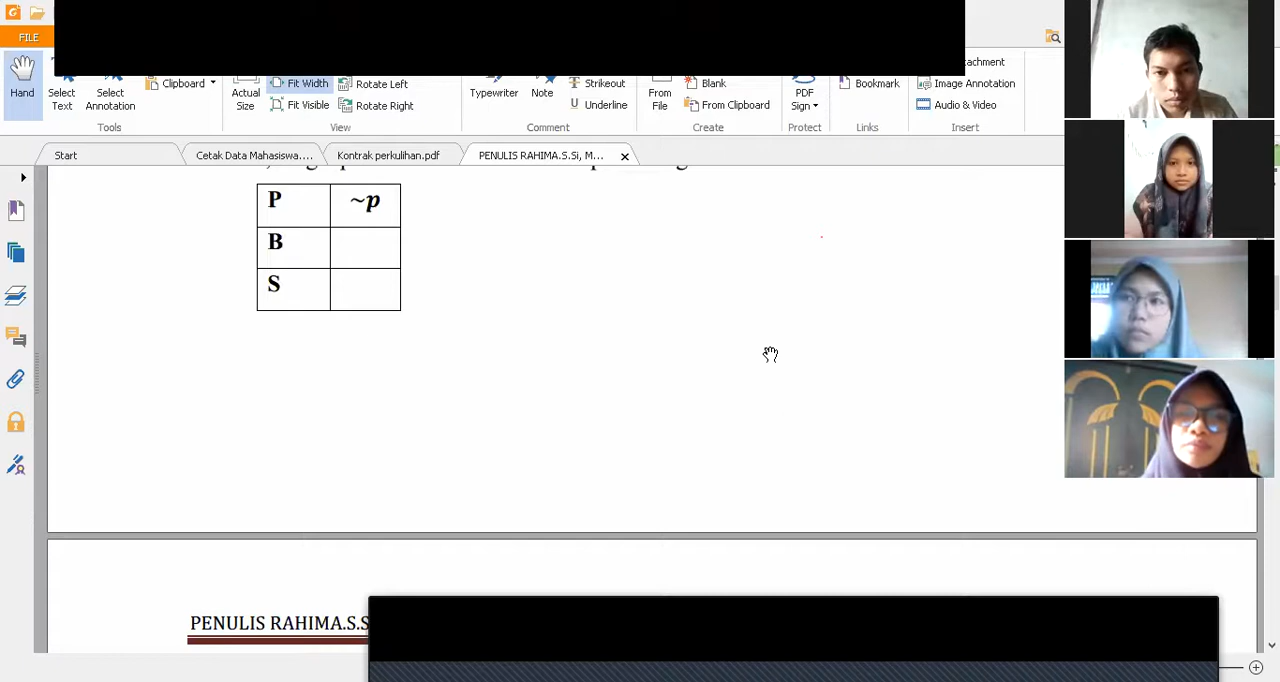 FILE
Hand
Select Text
Select Annotation
Clipboard
Tools
Actual Size
Fit Width
Fit Visible
Rotate Left
Rotate Right
View
Typewriter
Note
Strikeout
Underline
Comment
From File
Blank
From Clipboard
Create
PDF Sign
Protect
Bookmark
Links
Image Annotation
Audio & Video
Insert
Start
Cetak Data Mahasiswa....
Kontrak perkulihan.pdf
PENULIS RAHIMA.S.Si, M...
P ~p
B
S
PENULIS RAHIMA.S.S